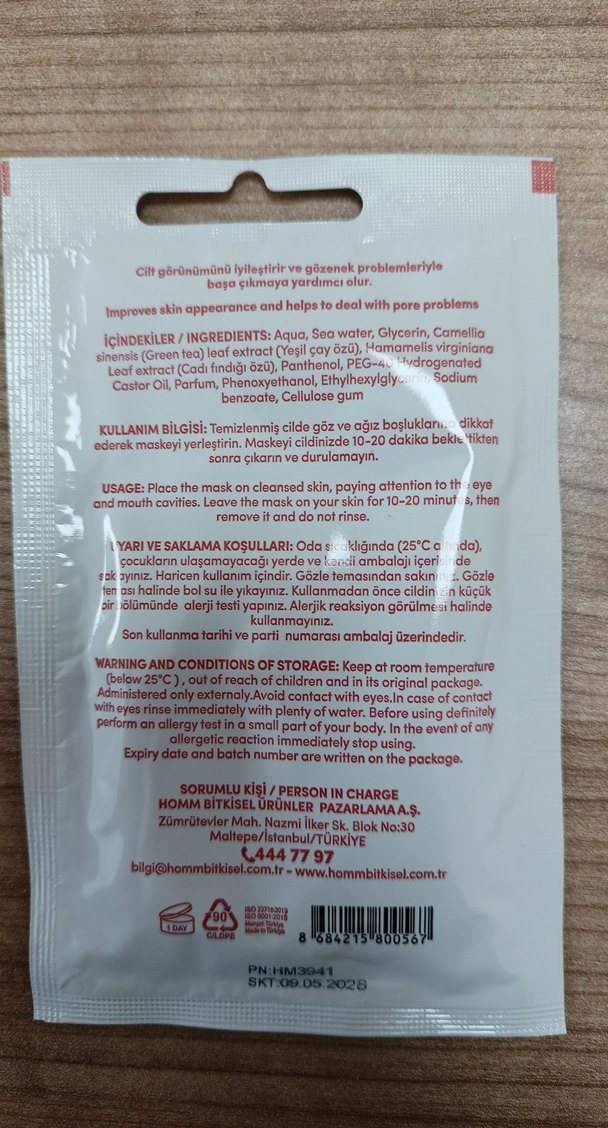 Cilt görünümünü iyileştirir ve gözenek problemleriyle
başa çıkmaya yardımcı olur.
Improves skin appearance and helps to deal with pore problems
İÇİNDEKİLER / INGREDIENTS: Aqua, Sea water, Glycerin, Camellia
sinensis (Green tea) leaf extract (Yeşil çay özü), Hamamelis virginiana
Leaf extract (Cadı fındığı özü), Panthenol, PEG-40 Hydrogenated
Castor Oil, Parfum, Phenoxyethanol, Ethylhexylglycerin, Sodium
benzoate, Cellulose gum
KULLANIM BİLGİSİ: Temizlenmiş cilde göz ve ağız boşluklarına dikkat
ederek maskeyi yerleştirin. Maskeyi cildinizde 10-20 dakika beklettikten
sonra çıkarın ve durulamayın.
USAGE: Place the mask on cleansed skin, paying attention to the eye
and mouth cavities. Leave the mask on your skin for 10-20 minutes, then
remove it and do not rinse.
UYARI VE SAKLAMA KOŞULLARI: Oda sıcaklığında (25°C altında),
çocukların ulaşamayacağı yerde ve kendi ambalajı içerisinde
saklayınız. Haricen kullanım içindir. Gözle temasından sakınınız. Gözle
teması halinde bol su ile yıkayınız. Kullanmadan önce cildinizin küçük
bir bölümünde alerji testi yapınız. Alerjik reaksiyon görülmesi halinde
kullanmayınız.
Son kullanma tarihi ve parti numarası ambalaj üzerindedir.
WARNING AND CONDITIONS OF STORAGE: Keep at room temperature
(below 25°C ) , out of reach of children and in its original package.
Administered only externaly.Avoid contact with eyes.In case of contact
with eyes rinse immediately with plenty of water. Before using definitely
perform an allergy test in a small part of your body. In the event of any
allergetic reaction immediately stop using.
Expiry date and batch number are written on the package.
SORUMLU KİŞİ / PERSON IN CHARGE
HOMM BİTKİSEL ÜRÜNLER PAZARLAMA A.Ş.
Zümrütevler Mah. Nazmi İlker Sk. Blok No:30
Maltepe/İstanbul/TÜRKİYE
444 77 97
bilgi@hommbitkisel.com.tr - www.hommbitkisel.com.tr
1 DAY
90
C/LDPE
ISO 22716:2013
ISO 9001:2015
Menşei Türkiye
Made in Türkiye
8 684215 800567
PN:HM3941
SKT:09.05.2028